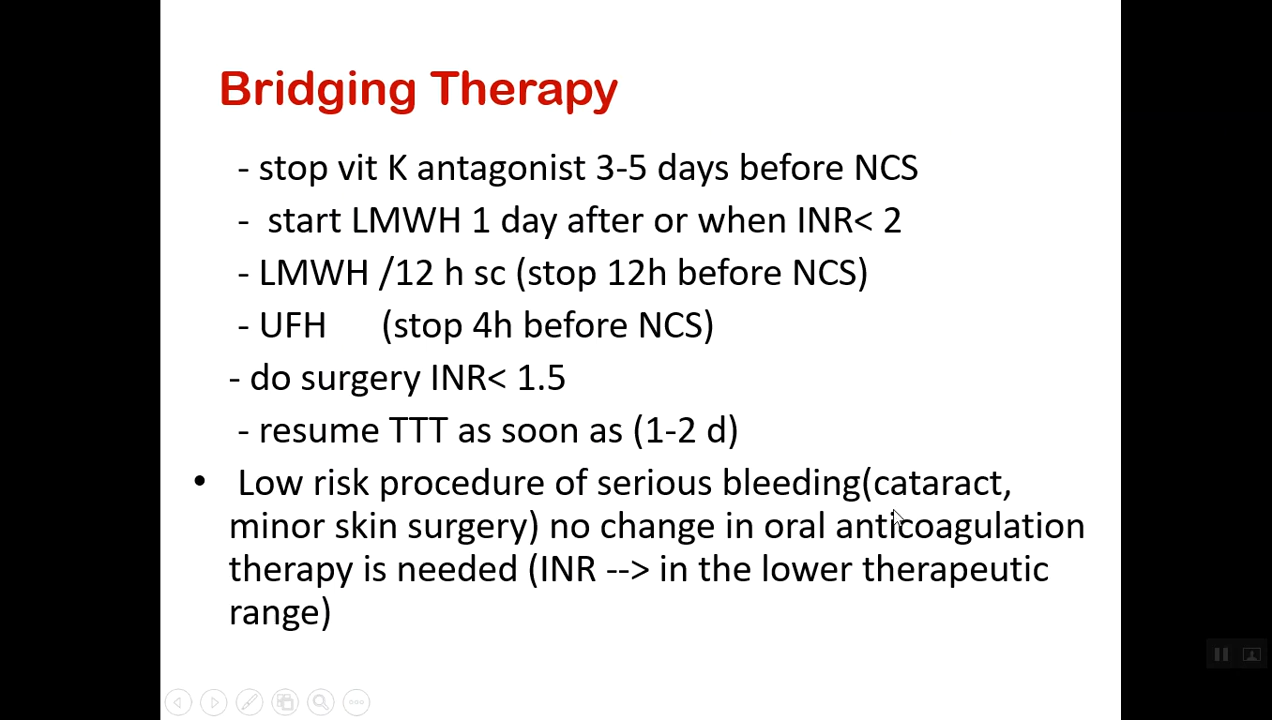 Bridging Therapy
- stop vit K antagonist 3-5 days before NCS
- start LMWH 1 day after or when INR< 2
- LMWH /12 h sc (stop 12h before NCS)
- UFH (stop 4h before NCS)
- do surgery INR< 1.5
- resume TTT as soon as (1-2 d)
• Low risk procedure of serious bleeding(cataract,
minor skin surgery) no change in oral anticoagulation
therapy is needed (INR --> in the lower therapeutic
range)